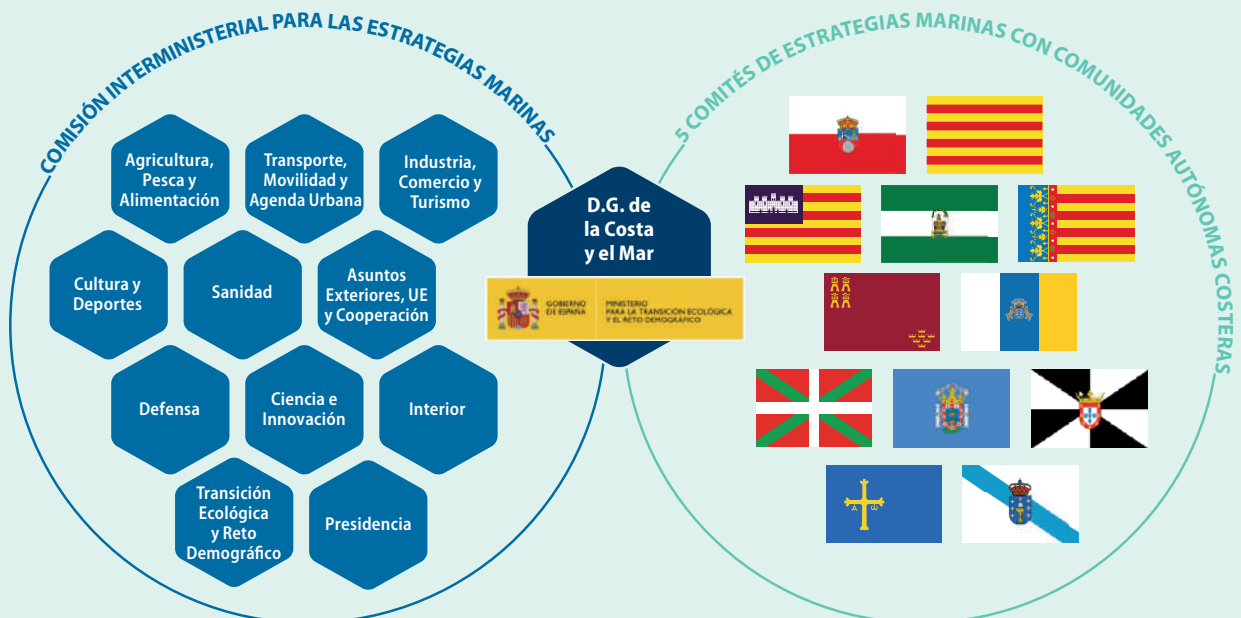 COMISIÓN INTERMINISTERIAL PARA LAS ESTRATEGIAS MARINAS
Agricultura,
Pesca y
Alimentación
Transporte,
Movilidad y
Agenda Urbana
Industria,
Comercio y
Turismo
Cultura y
Deportes
Sanidad
Asuntos
Exteriores, UE
y Cooperación
Defensa
Ciencia e
Innovación
Interior
Transición
Ecológica
y Reto
Demográfico
Presidencia
D.G. de
la Costa
y el Mar
GOBIERNO
DE ESPAÑA
MINISTERIO
PARA LA TRANSICIÓN ECOLÓGICA
Y EL RETO DEMOGRÁFICO
5 COMITÉS DE ESTRATEGIAS MARINAS CON COMUNIDADES AUTÓNOMAS COSTERAS